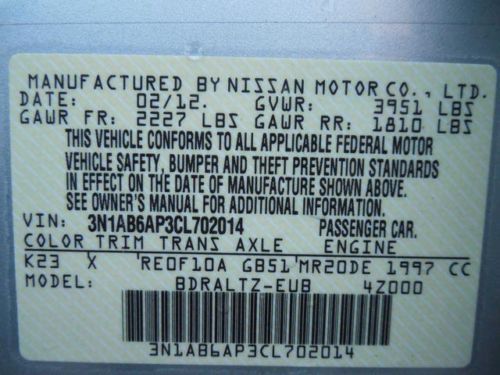 MANUFACTURED BY NISSAN MOTOR CO., LTD.
DATE: 02/12. GVWR: 3951 LBS
GAWR FR: 2227 LBS GAWR RR: 1810 LBS
THIS VEHICLE CONFORMS TO ALL APPLICABLE FEDERAL MOTOR
VEHICLE SAFETY, BUMPER AND THEFT PREVENTION STANDARDS
IN EFFECT ON THE DATE OF MANUFACTURE SHOWN ABOVE.
SEE OWNER'S MANUAL FOR ADDITIONAL INFORMATION.
VIN: 3N1AB6AP3CL702014 PASSENGER CAR.
COLOR TRIM TRANS AXLE ENGINE
K23 X 'RE0F10A GB51'MR20DE 1997 CC
MODEL: BDRALTZ-EUB 4Z000
3N1AB6AP3CL702014